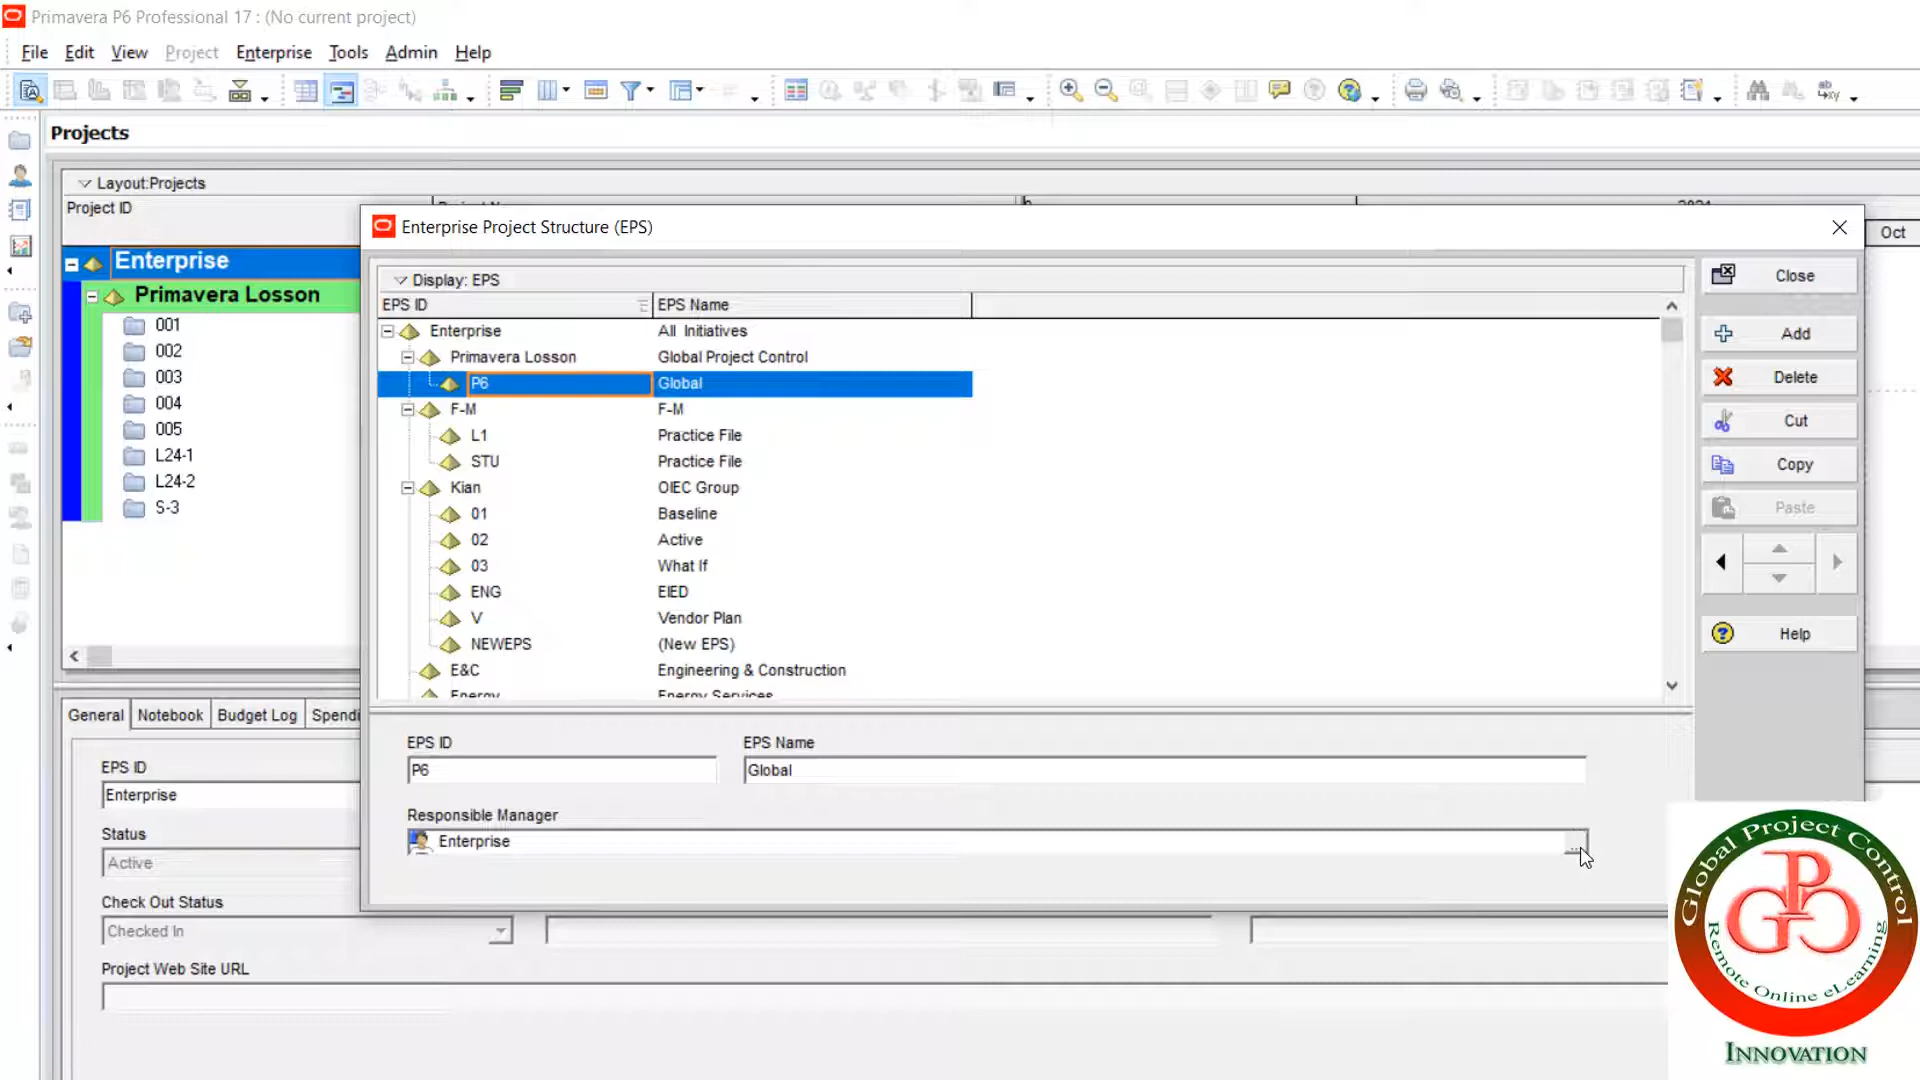 Primavera P6 Professional 17 : (No current project)
File Edit View Project Enterprise Tools Admin Help
Projects
Layout:Projects
Project ID
Oct
Enterprise
Primavera Losson
001
002
003
004
005
L24-1
L24-2
S-3
Enterprise Project Structure (EPS)
Display: EPS
EPS ID EPS Name
Enterprise All Initiatives
Primavera Losson Global Project Control
P6 Global
F-M F-M
L1 Practice File
STU Practice File
Kian OIEC Group
01 Baseline
02 Active
03 What If
ENG EIED
V Vendor Plan
NEWEPS (New EPS)
E&C Engineering & Construction
Energy Energy Services
Close
Add
Delete
Cut
Copy
Paste
Help
EPS ID EPS Name
P6 Global
Responsible Manager
Enterprise
...
General Notebook Budget Log Spendi
EPS ID
Enterprise
Status
Active
Check Out Status
Checked In
Project Web Site URL
Global Project Control
GPC
Remote Online eLearning
INNOVATION